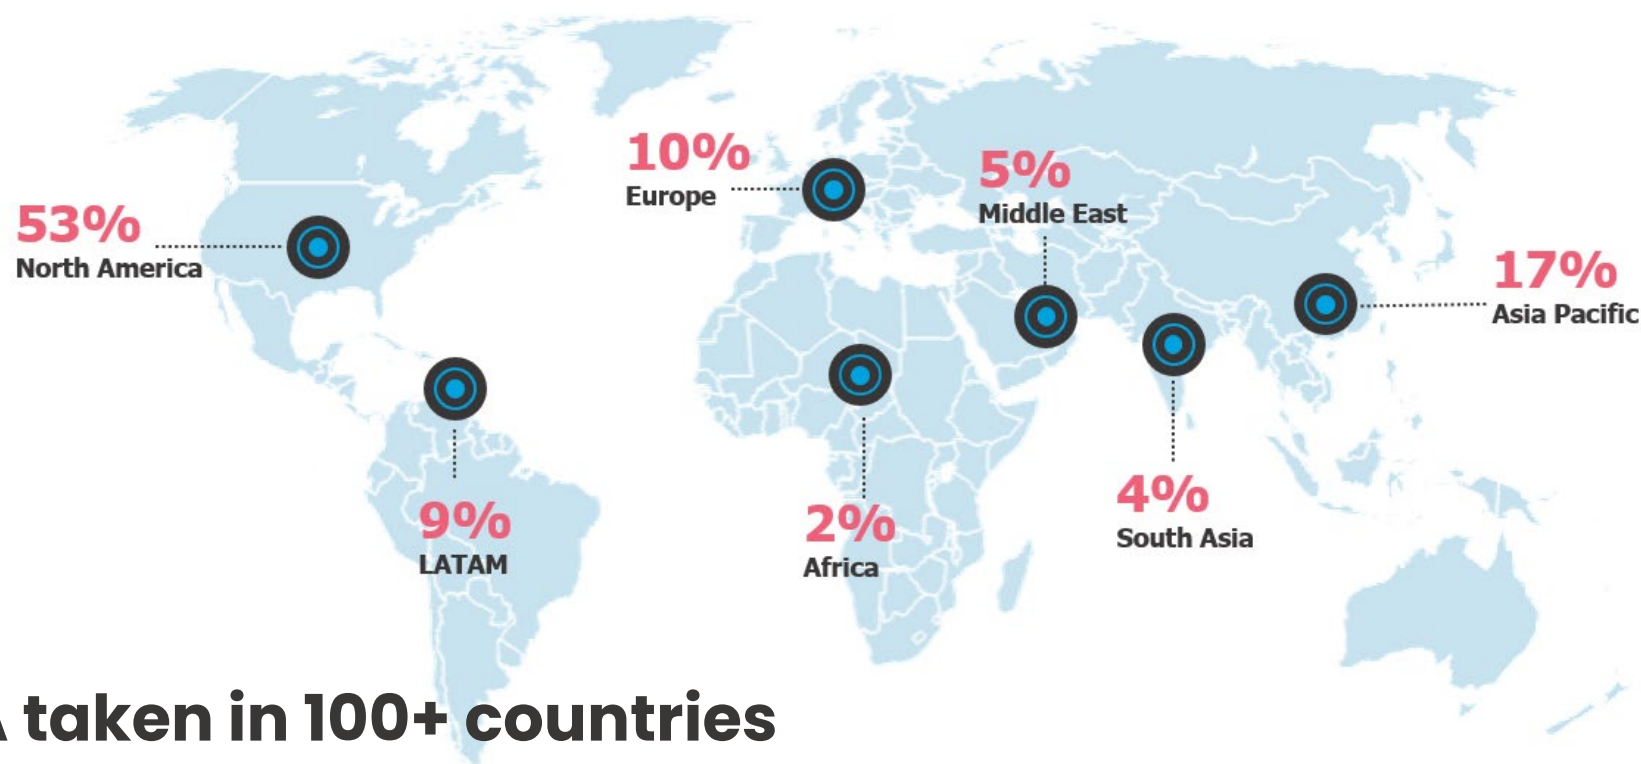 10%
Europe
5%
Middle East
53%
North America
17%
Asia Pacific
4%
South Asia
9%
LATAM
2%
Africa
taken in 100+ countries